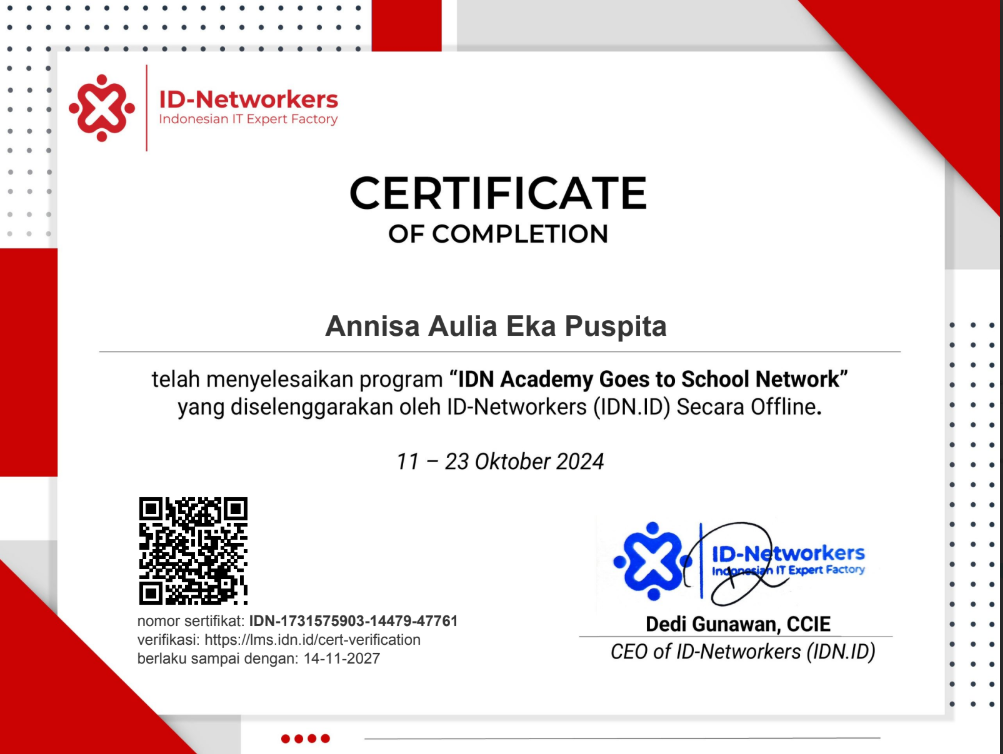 ID-Networkers
Indonesian IT Expert Factory
CERTIFICATE
OF COMPLETION
Annisa Aulia Eka Puspita
telah menyelesaikan program “IDN Academy Goes to School Network”
yang diselenggarakan oleh ID-Networkers (IDN.ID) Secara Offline.
11 – 23 Oktober 2024
nomor sertifikat: IDN-1731575903-14479-47761
verifikasi: https://lms.idn.id/cert-verification
berlaku sampai dengan: 14-11-2027
ID-Networkers
Indonesian IT Expert Factory
Dedi Gunawan, CCIE
CEO of ID-Networkers (IDN.ID)